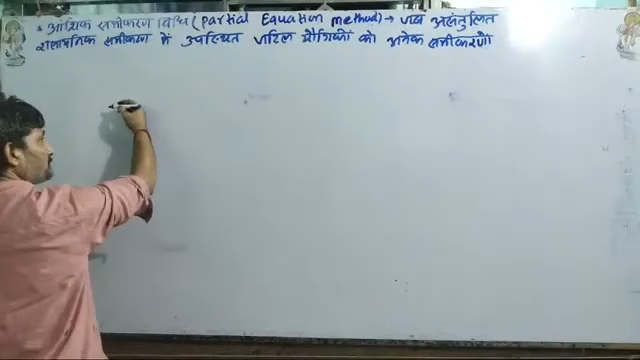 * आंशिक समीकरण विधि (Partial Equation method) → जब असंतुलित
रासायनिक समीकरण में उपस्थित जटिल यौगिकों को अनेक समीकरणों